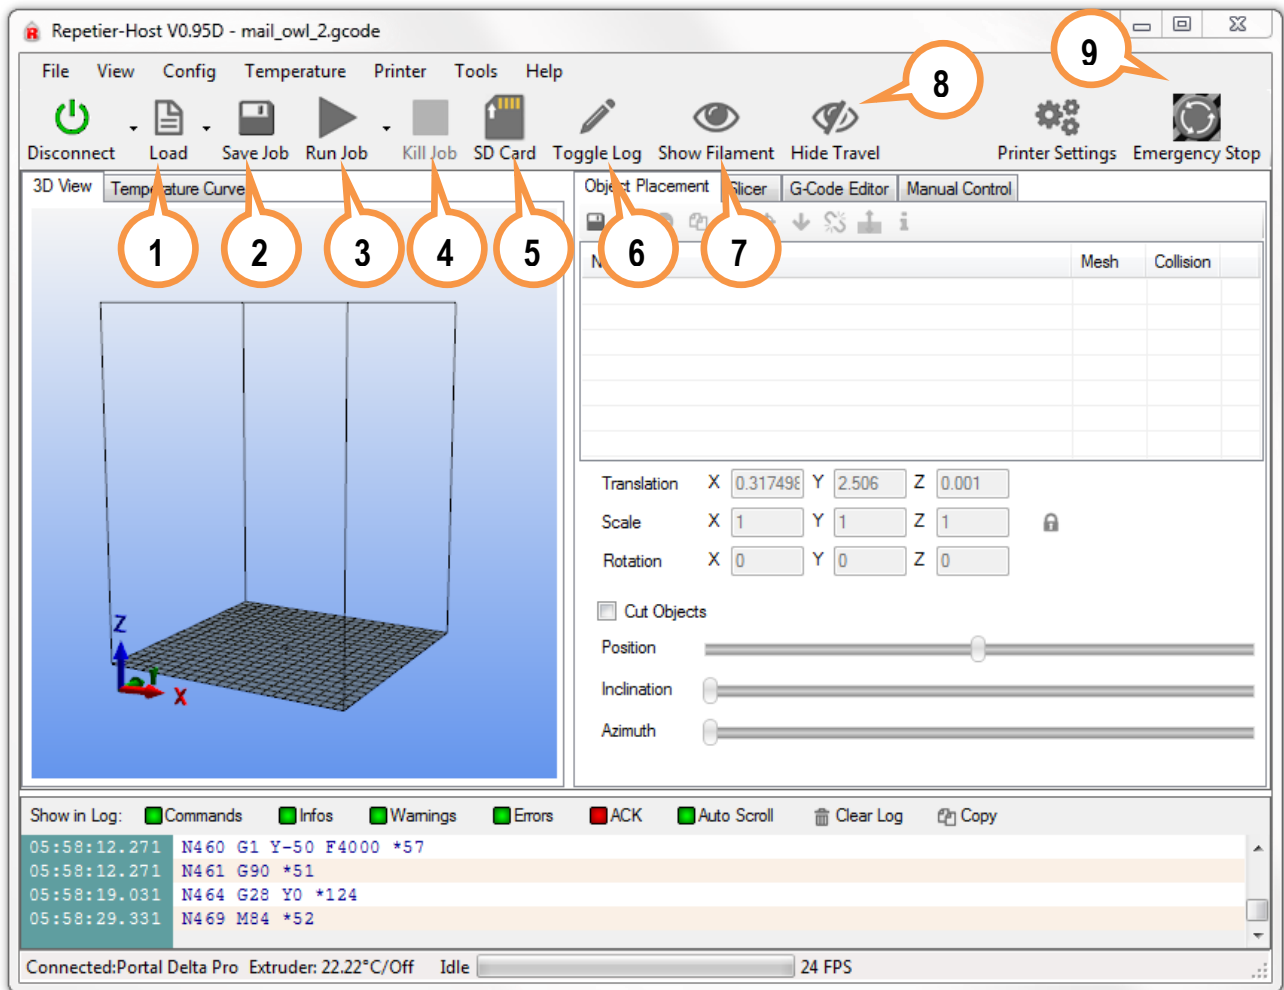 Repetier-Host V0.95D - mail_owl_2.gcode
File View Config Temperature Printer Tools Help
9
8
Disconnect Load Save Job Run Job Kill Job SD Card Toggle Log Show Filament Hide Travel Printer Settings Emergency Stop
3D View Temperature Curve
Object Placement Slicer G-Code Editor Manual Control
1 2 3 4 5 6 7
Mesh Collision
Translation X 0.317498 Y 2.506 Z 0.001
Scale X 1 Y 1 Z 1
Rotation X 0 Y 0 Z 0
Cut Objects
Position
Inclination
Azimuth
Z
X
Show in Log: Commands Infos Warnings Errors ACK Auto Scroll Clear Log Copy
05:58:12.271 N460 G1 Y-50 F4000 *57
05:58:12.271 N461 G90 *51
05:58:19.031 N464 G28 Y0 *124
05:58:29.331 N469 M84 *52
Connected:Portal Delta Pro Extruder: 22.22°C/Off Idle 24 FPS